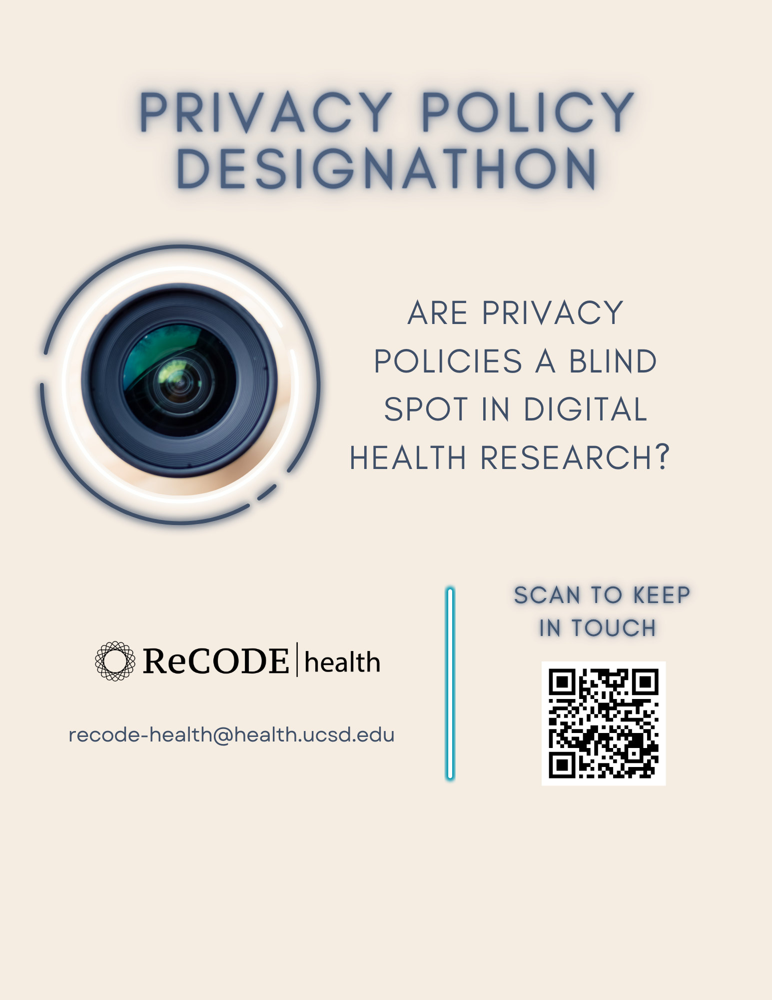 PRIVACY POLICY
DESIGNATHON
ARE PRIVACY
POLICIES A BLIND
SPOT IN DIGITAL
HEALTH RESEARCH?
SCAN TO KEEP
IN TOUCH
ReCODE health
recode-health@health.ucsd.edu